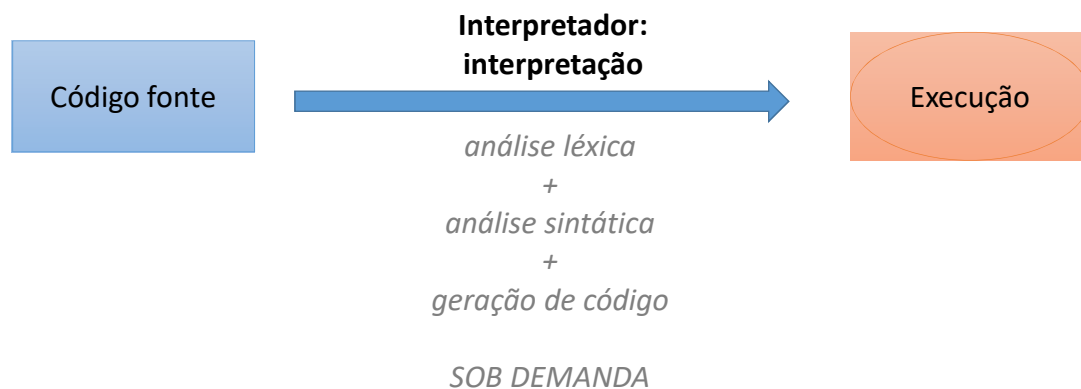 Interpretador:
interpretação
Código fonte
Execução
análise léxica
+
análise sintática
+
geração de código
SOB DEMANDA